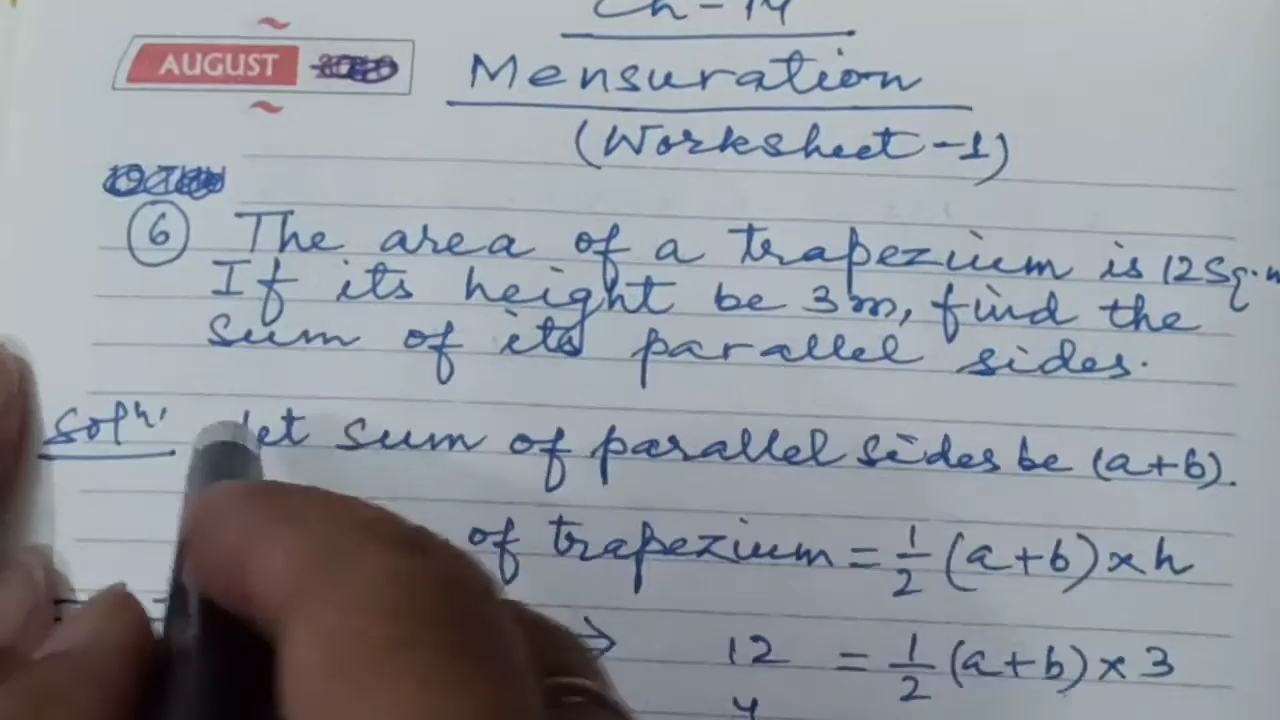 Ch-14
AUGUST
Mensuration
(Worksheet-1)
6 The area of a trapezium is 12 Sq.m
If its height be 3m, find the
sum of its parallel sides.
Soln. Let sum of parallel sides be (a+b).
of trapezium = 1/2 (a+b) × h
⇒ 12 = 1/2 (a+b) × 3
4